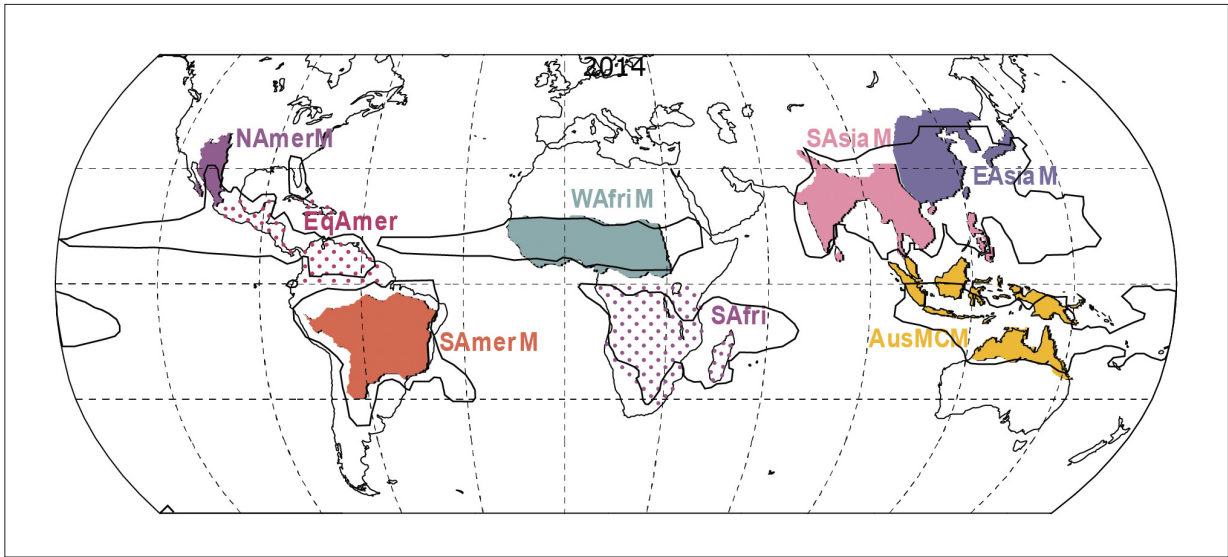 2014
NAmerM
SAsiaM
EAsiaM
WAfriM
EqAmer
SAfri
SAmerM
AusMCM